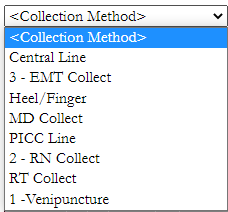 <Collection Method>
<Collection Method>
Central Line
3 - EMT Collect
Heel/Finger
MD Collect
PICC Line
2 - RN Collect
RT Collect
1 -Venipuncture